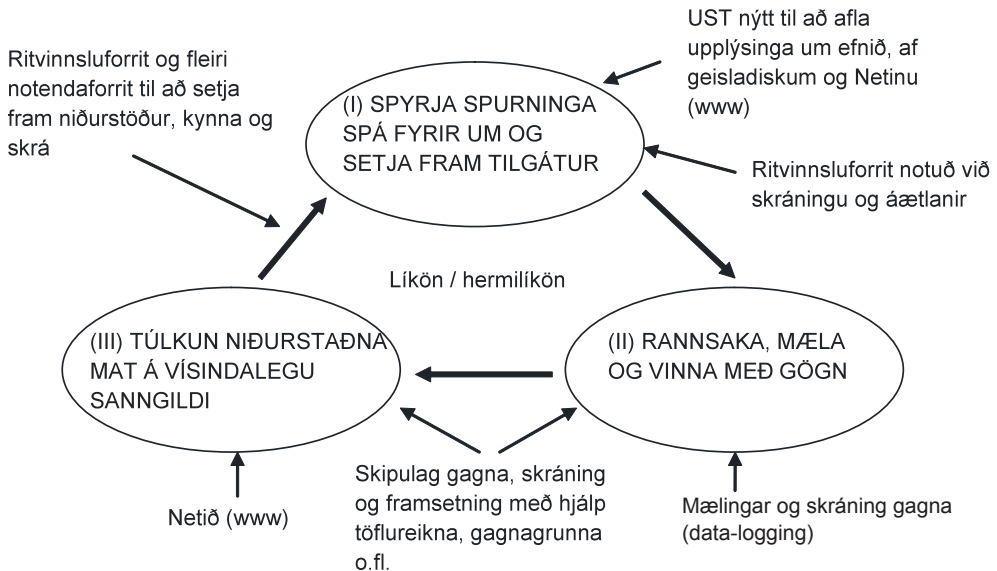 UST nýtt til að afla
upplýsinga um efnið, af
geisladiskum og Netinu
(www)
Ritvinnsluforrit og fleiri
notendaforrit til að setja
fram niðurstöður, kynna og
skrá
(I) SPYRJA SPURNINGA
SPÁ FYRIR UM OG
SETJA FRAM TILGÁTUR
Ritvinnsluforrit notuð við
skráningu og áætlanir
Líkön / hermilíkön
(III) TÚLKUN NIÐURSTAÐNA
MAT Á VÍSINDALEGU
SANNGILDI
(II) RANNSAKA, MÆLA
OG VINNA MEÐ GÖGN
Skipulag gagna, skráning
og framsetning með hjálp
töflureikna, gagnagrunna
o.fl.
Netið (www)
Mælingar og skráning gagna
(data-logging)